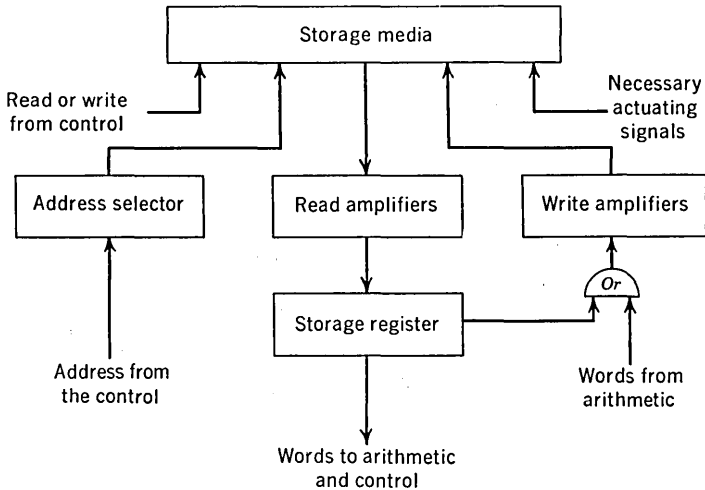 Storage media
Read or write
from control
Necessary
actuating
signals
Address selector
Read amplifiers
Write amplifiers
Or
Storage register
Address from
the control
Words from
arithmetic
Words to arithmetic
and control